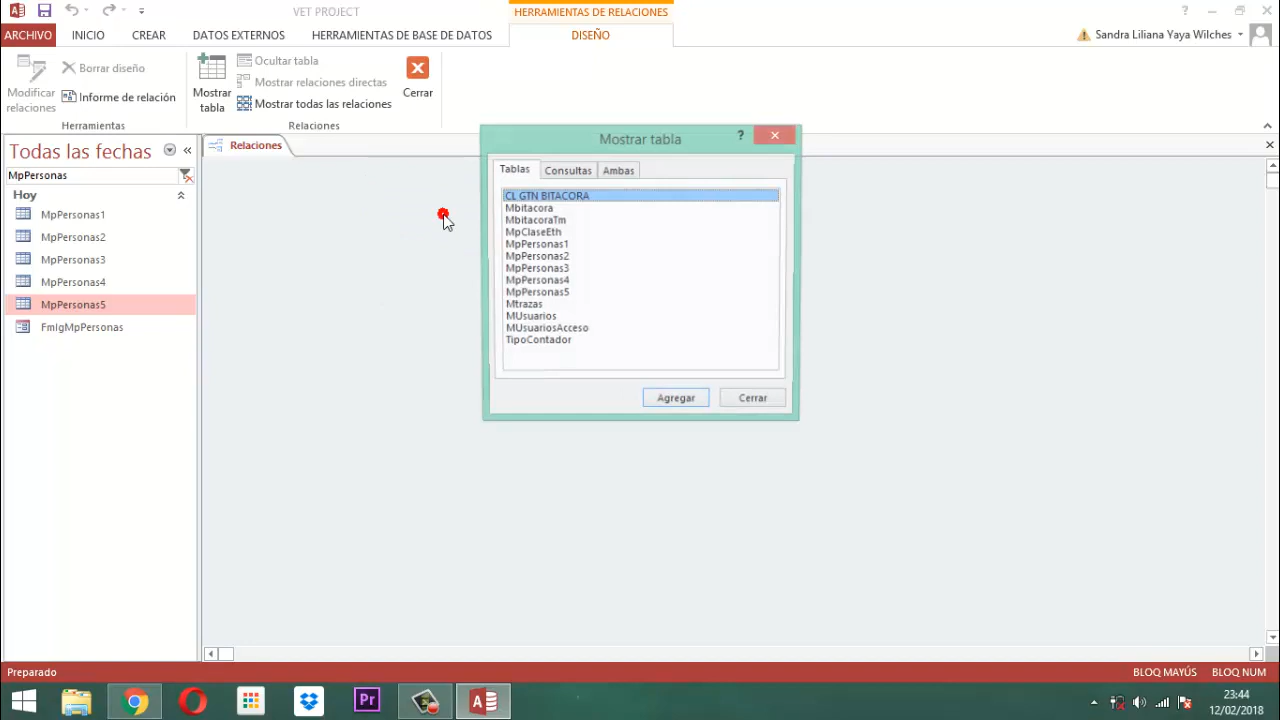 VET PROJECT
HERRAMIENTAS DE RELACIONES
?
ARCHIVO
INICIO
CREAR
DATOS EXTERNOS
HERRAMIENTAS DE BASE DE DATOS
DISEÑO
Sandra Liliana Yaya Wilches
Modificar
relaciones
Borrar diseño
Informe de relación
Herramientas
Mostrar
tabla
Ocultar tabla
Mostrar relaciones directas
Mostrar todas las relaciones
Cerrar
Relaciones
Todas las fechas
«
MpPersonas
Hoy
MpPersonas1
MpPersonas2
MpPersonas3
MpPersonas4
MpPersonas5
FmIgMpPersonas
Relaciones
Mostrar tabla
?
Tablas
Consultas
Ambas
CL GTN BITACORA
Mbitacora
MbitacoraTm
MpClaseEth
MpPersonas1
MpPersonas2
MpPersonas3
MpPersonas4
MpPersonas5
Mtrazas
MUsuarios
MUsuariosAcceso
TipoContador
Agregar
Cerrar
Preparado
BLOQ MAYÚS
BLOQ NUM
Pr
23:44
12/02/2018